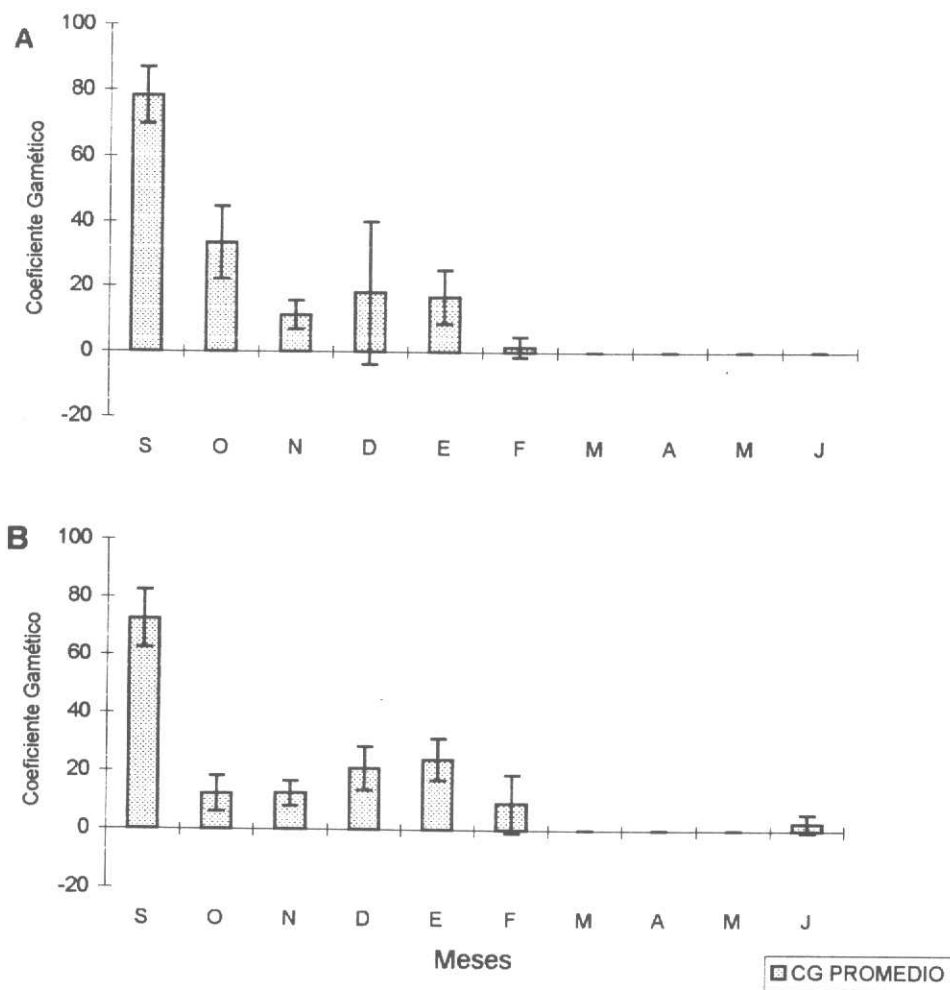 A
Coeficiente Gamético
100
80
60
40
20
0
-20
S O N D E F M A M J
B
Coeficiente Gamético
100
80
60
40
20
0
-20
S O N D E F M A M J
Meses
CG PROMEDIO